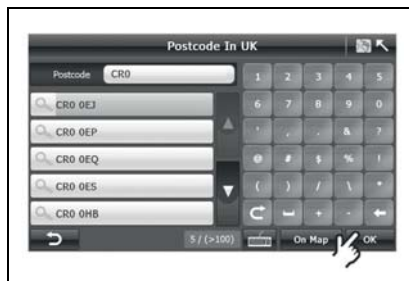 Postcode In UK
Postcode CR0 1 2 3 4 5
CR0 0EJ 6 7 8 9 0
CR0 0EP ' , . & ?
CR0 0EQ @ # $ % !
CR0 0ES ( ) / \ *
CR0 0HB + -
5 / (>100) On Map OK